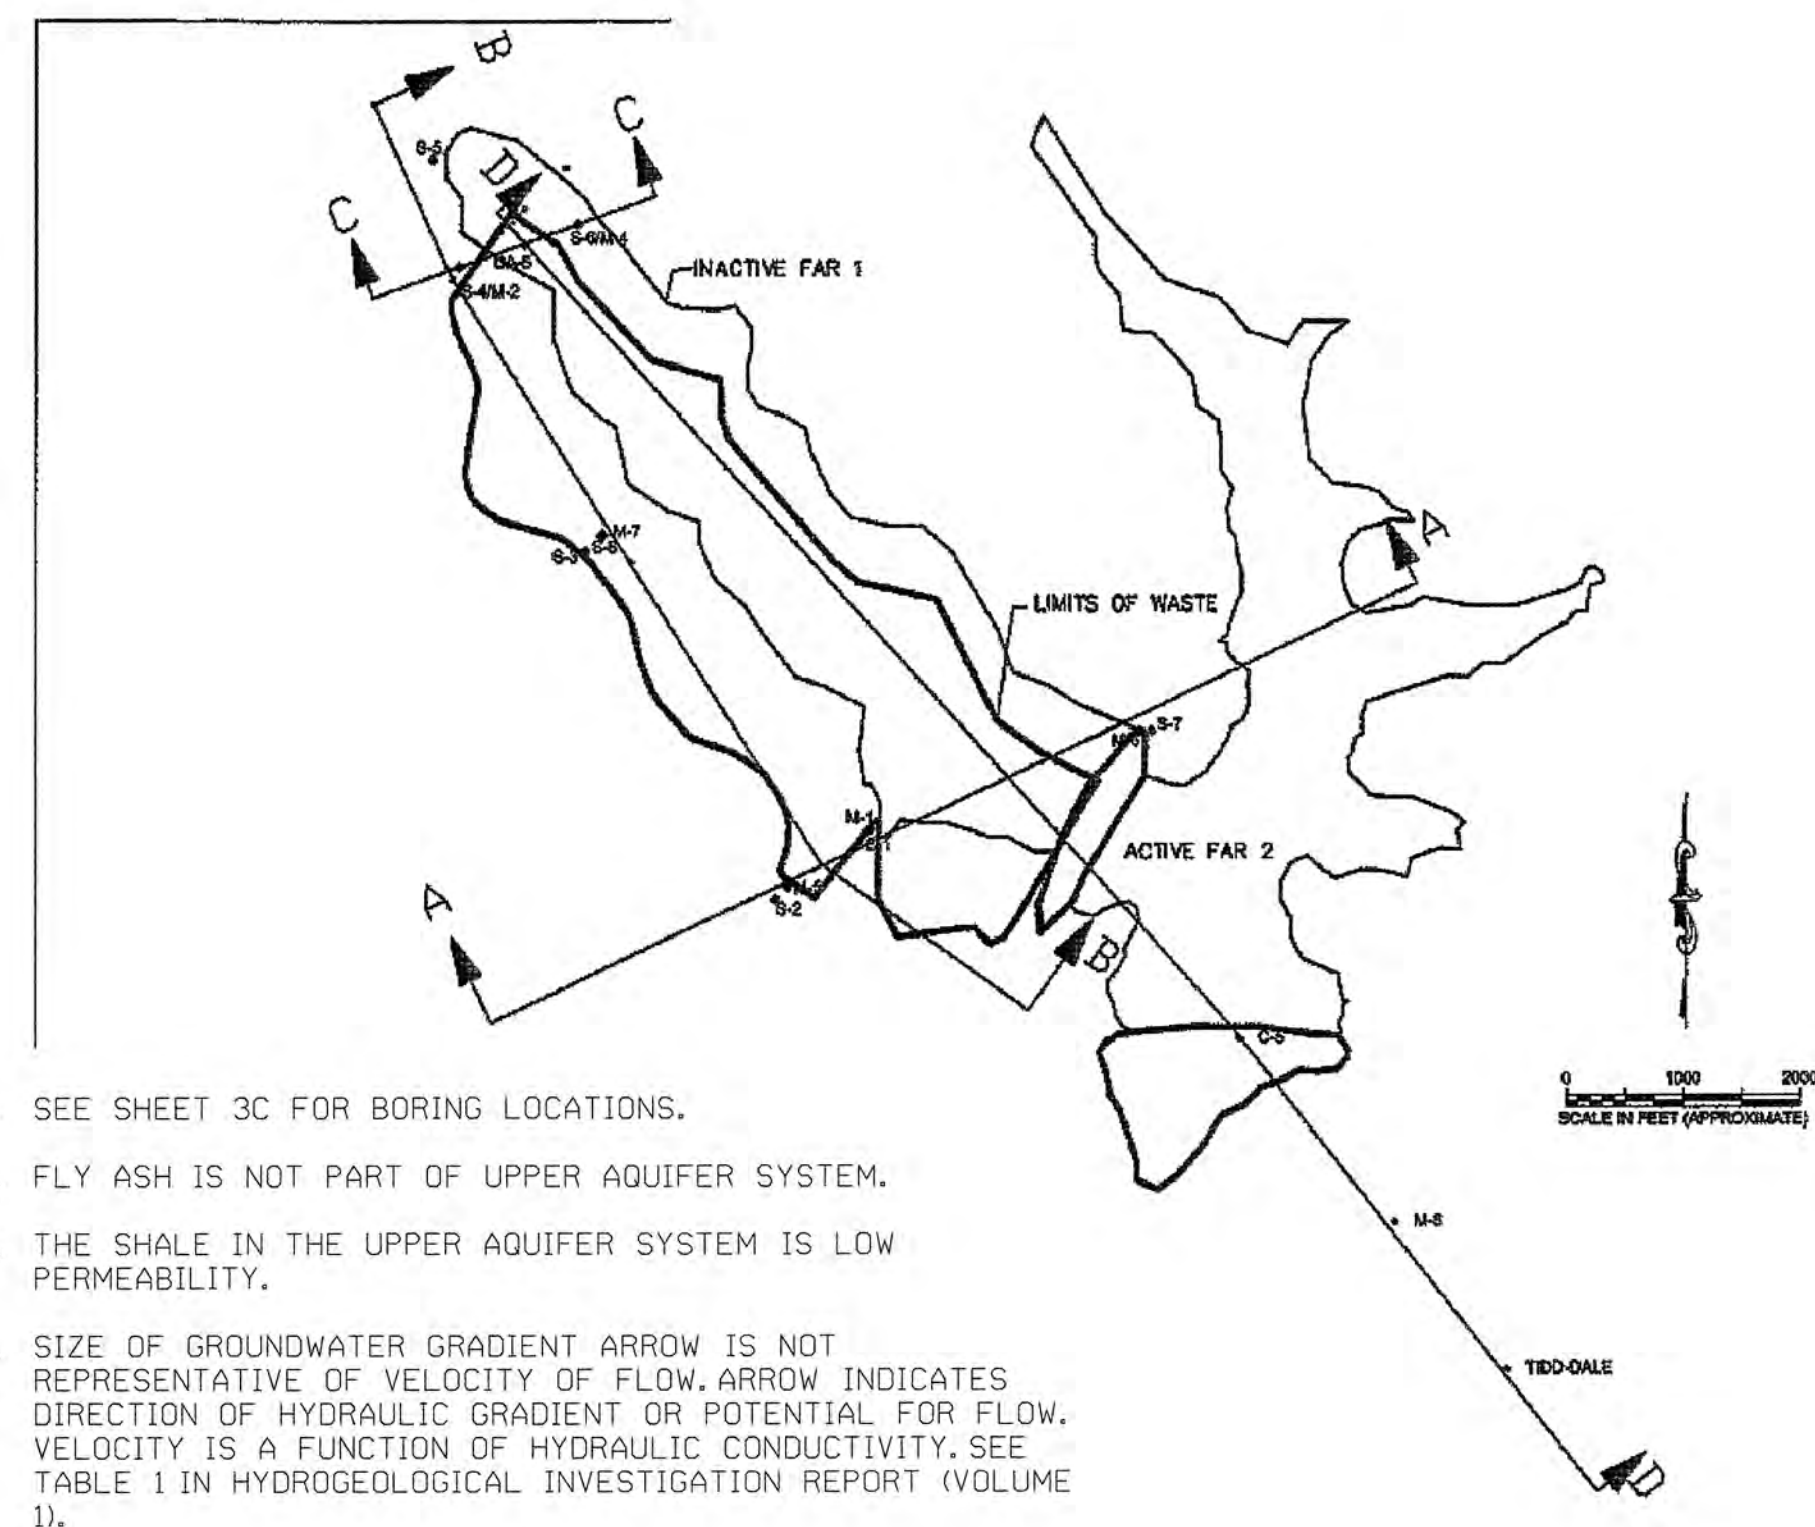 B
C
S-5
D
C
S-6/M-4
INACTIVE FAR 1
S-4/M-2
A
M-7
S-3
LIMITS OF WASTE
S-7
M-1
ACTIVE FAR 2
A
S-2
B
C-5
0 1000 2000
SCALE IN FEET (APPROXIMATE)
SEE SHEET 3C FOR BORING LOCATIONS.
FLY ASH IS NOT PART OF UPPER AQUIFER SYSTEM.
THE SHALE IN THE UPPER AQUIFER SYSTEM IS LOW
PERMEABILITY.
TIDD-DALE
SIZE OF GROUNDWATER GRADIENT ARROW IS NOT
REPRESENTATIVE OF VELOCITY OF FLOW. ARROW INDICATES
DIRECTION OF HYDRAULIC GRADIENT OR POTENTIAL FOR FLOW.
VELOCITY IS A FUNCTION OF HYDRAULIC CONDUCTIVITY. SEE
TABLE 1 IN HYDROGEOLOGICAL INVESTIGATION REPORT (VOLUME
1).
D